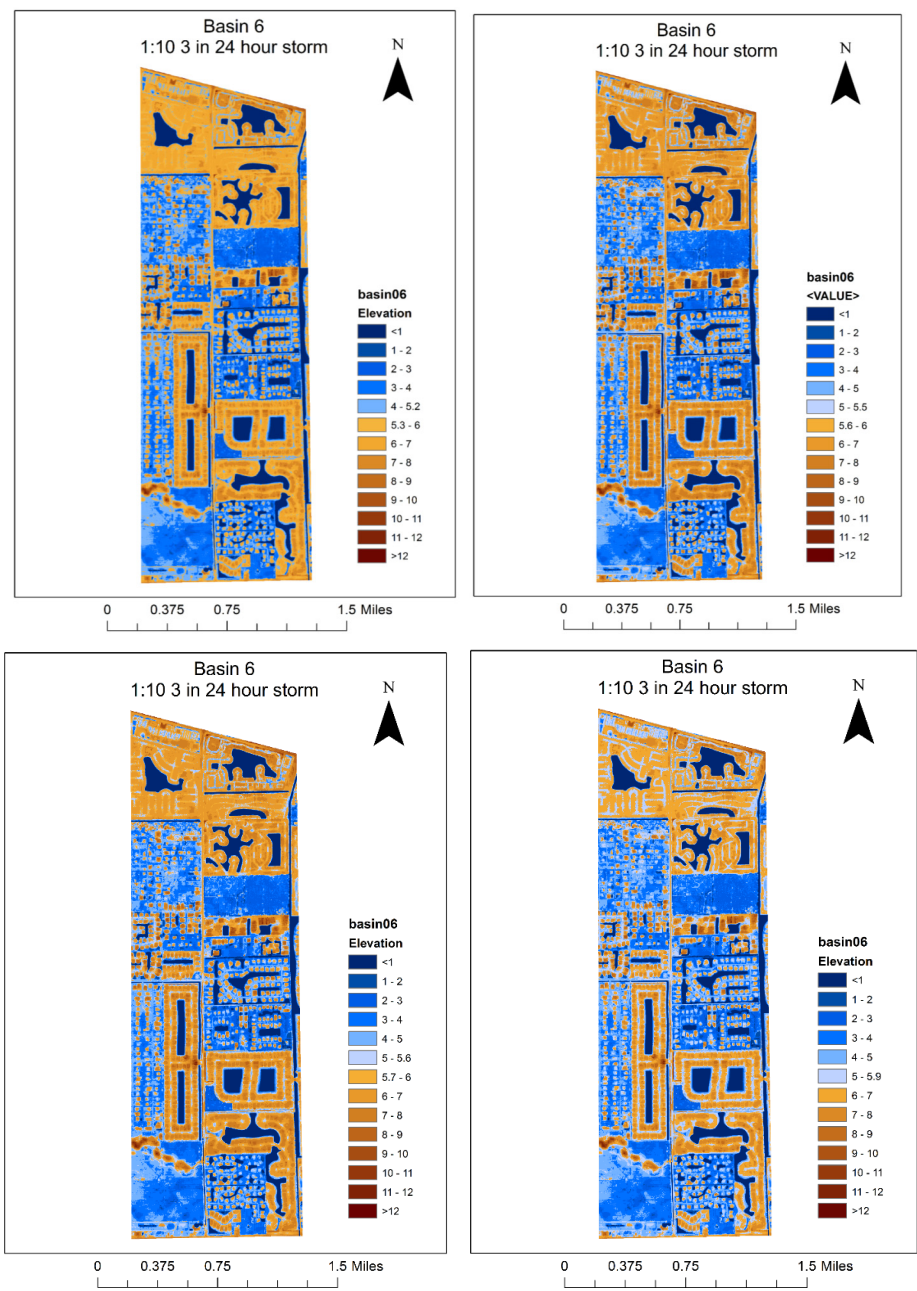 Basin 6
1:10 3 in 24 hour storm
N
basin06
Elevation
<1
1 - 2
2 - 3
3 - 4
4 - 5.2
5.3 - 6
6 - 7
7 - 8
8 - 9
9 - 10
10 - 11
11 - 12
>12
0 0.375 0.75 1.5 Miles
Basin 6
1:10 3 in 24 hour storm
N
basin06
<VALUE>
<1
1 - 2
2 - 3
3 - 4
4 - 5
5 - 5.5
5.6 - 6
6 - 7
7 - 8
8 - 9
9 - 10
10 - 11
11 - 12
>12
0 0.375 0.75 1.5 Miles
Basin 6
1:10 3 in 24 hour storm
N
basin06
Elevation
<1
1 - 2
2 - 3
3 - 4
4 - 5
5 - 5.6
5.7 - 6
6 - 7
7 - 8
8 - 9
9 - 10
10 - 11
11 - 12
>12
0 0.375 0.75 1.5 Miles
Basin 6
1:10 3 in 24 hour storm
N
basin06
Elevation
<1
1 - 2
2 - 3
3 - 4
4 - 5
5 - 5.9
6 - 7
7 - 8
8 - 9
9 - 10
10 - 11
11 - 12
>12
0 0.375 0.75 1.5 Miles